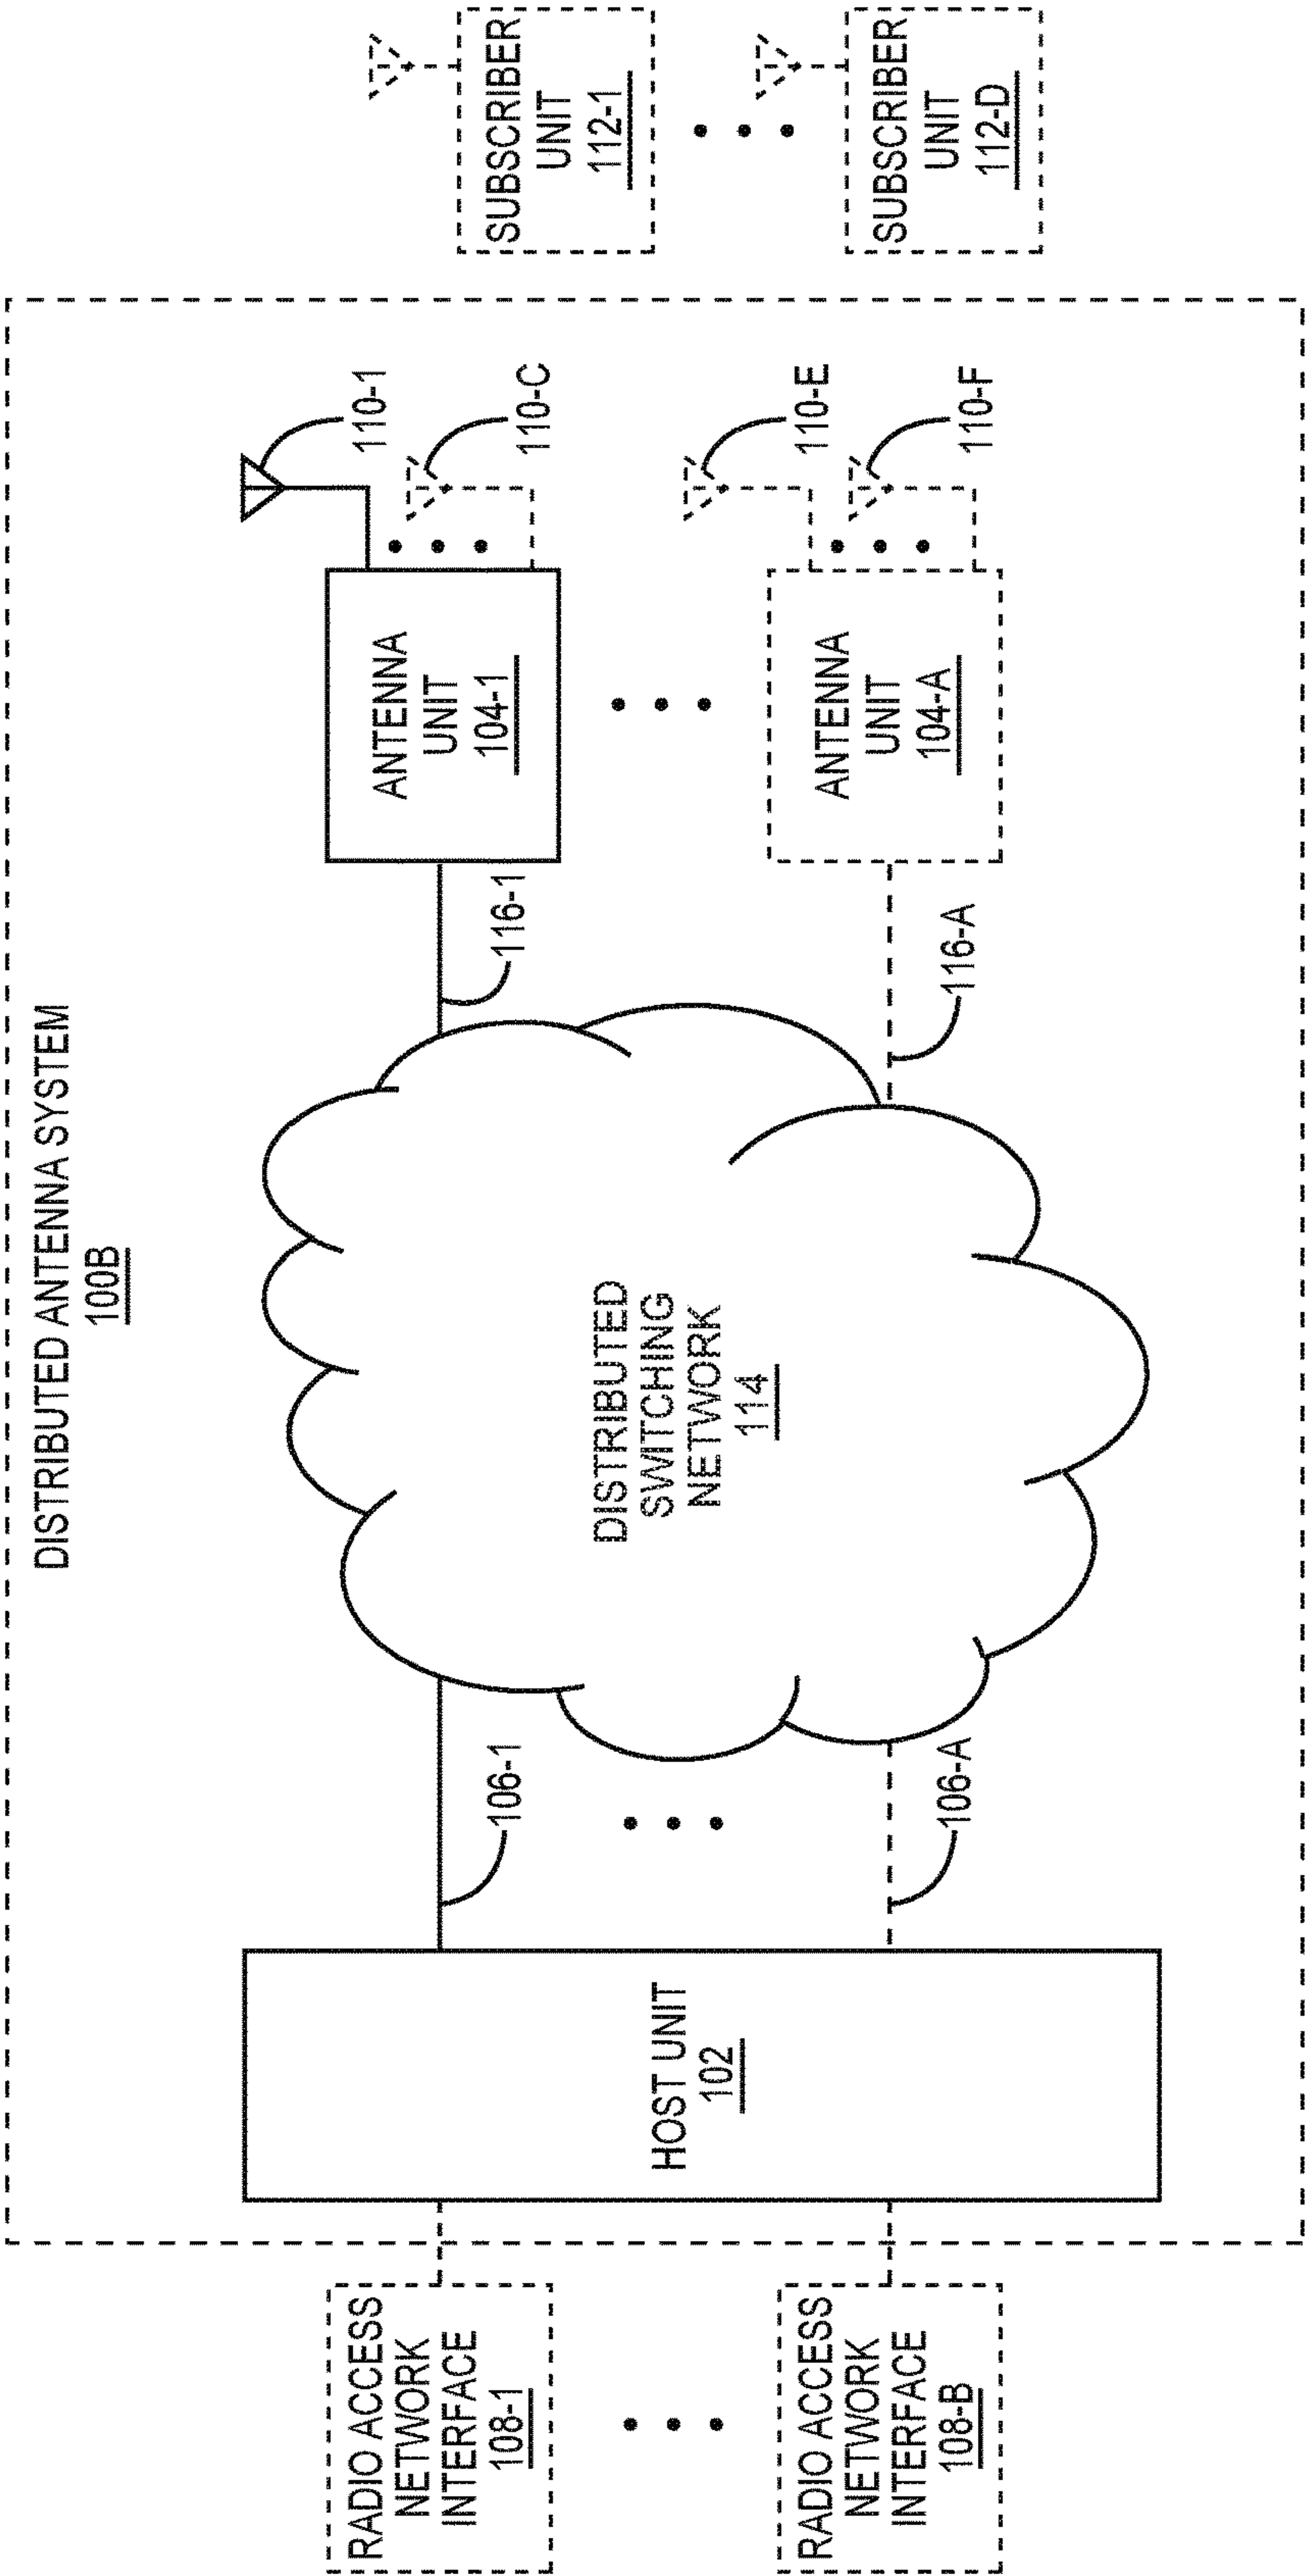 DISTRIBUTED ANTENNA SYSTEM
100B
RADIO ACCESS
NETWORK
INTERFACE
108-1
RADIO ACCESS
NETWORK
INTERFACE
108-B
HOST UNIT
102
106-1
106-A
DISTRIBUTED
SWITCHING
NETWORK
114
116-1
116-A
ANTENNA
UNIT
104-1
ANTENNA
UNIT
104-A
110-1
110-C
110-E
110-F
SUBSCRIBER
UNIT
112-1
SUBSCRIBER
UNIT
112-D